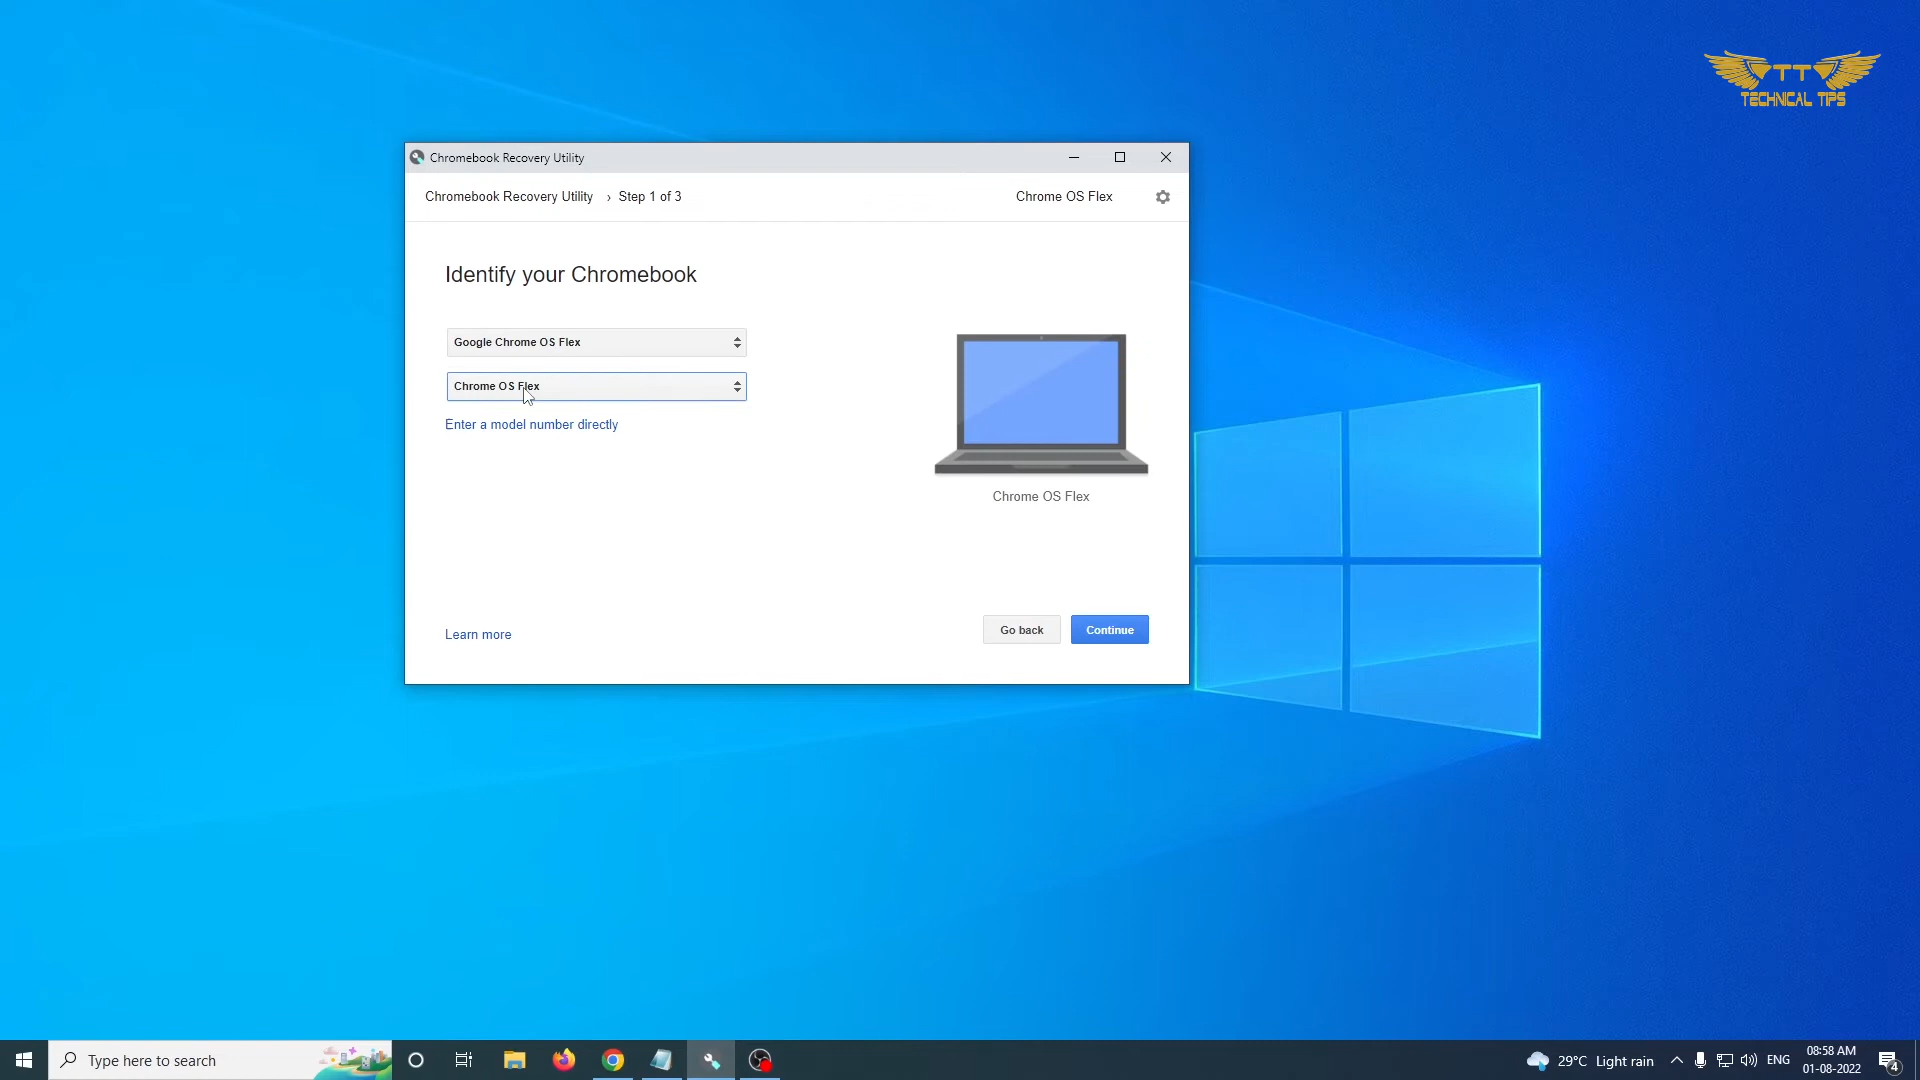 TT
TECHNICAL TIPS
Chromebook Recovery Utility
Chromebook Recovery Utility › Step 1 of 3
Chrome OS Flex
Identify your Chromebook
Google Chrome OS Flex
Chrome OS Flex
Enter a model number directly
Chrome OS Flex
Learn more
Go back
Continue
Type here to search
29°C Light rain
ENG
08:58 AM
01-08-2022
4